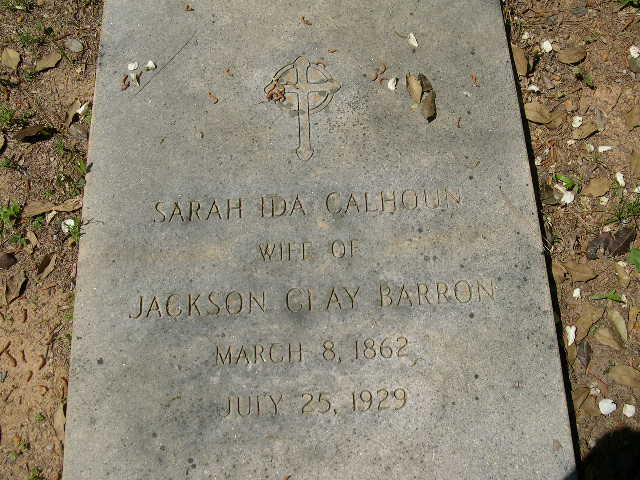 SARAH IDA CALHOUN
WIFE OF
JACKSON CLAY BARRON
MARCH 8, 1862
JULY 25, 1929